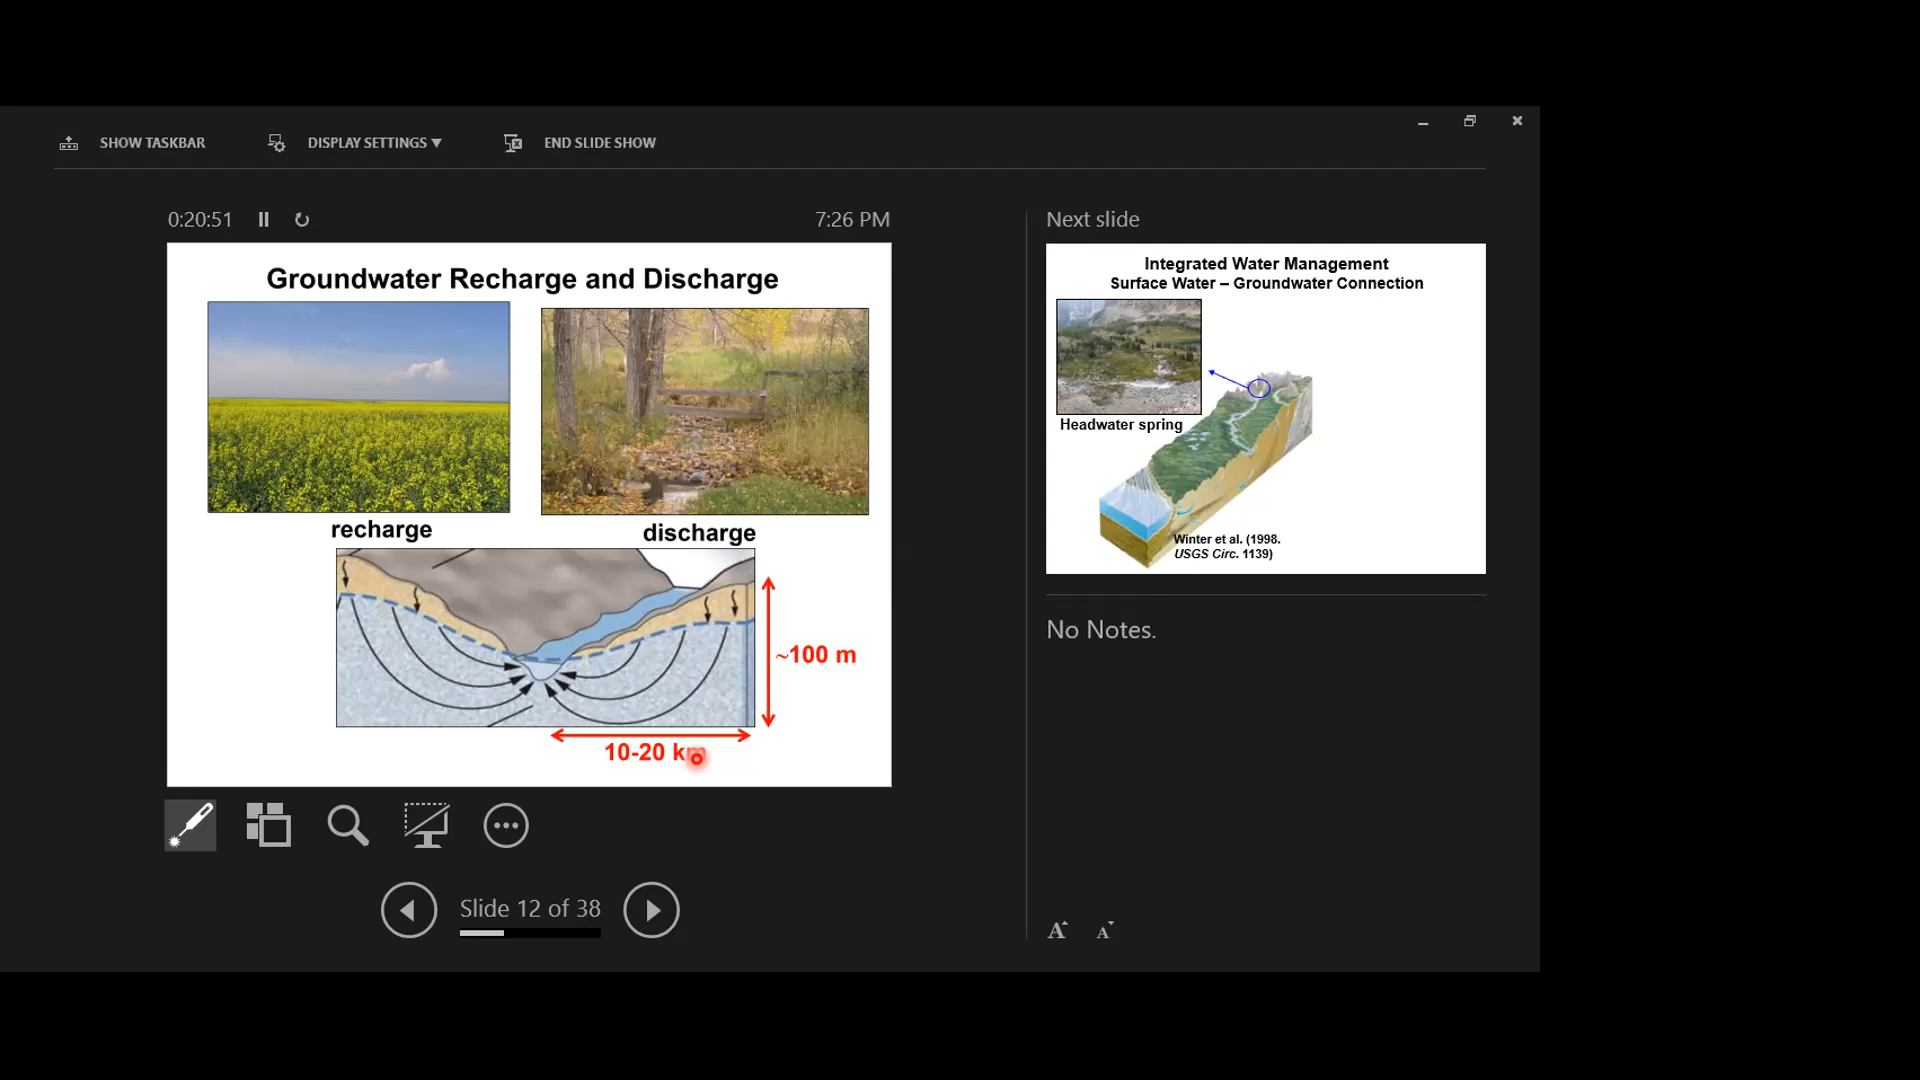 SHOW TASKBAR
DISPLAY SETTINGS ▼
END SLIDE SHOW
0:20:51
7:26 PM
Groundwater Recharge and Discharge
recharge
discharge
~100 m
10-20 km
Slide 12 of 38
Next slide
Integrated Water Management
Surface Water – Groundwater Connection
Headwater spring
Winter et al. (1998.
USGS Circ. 1139)
No Notes.
A
A